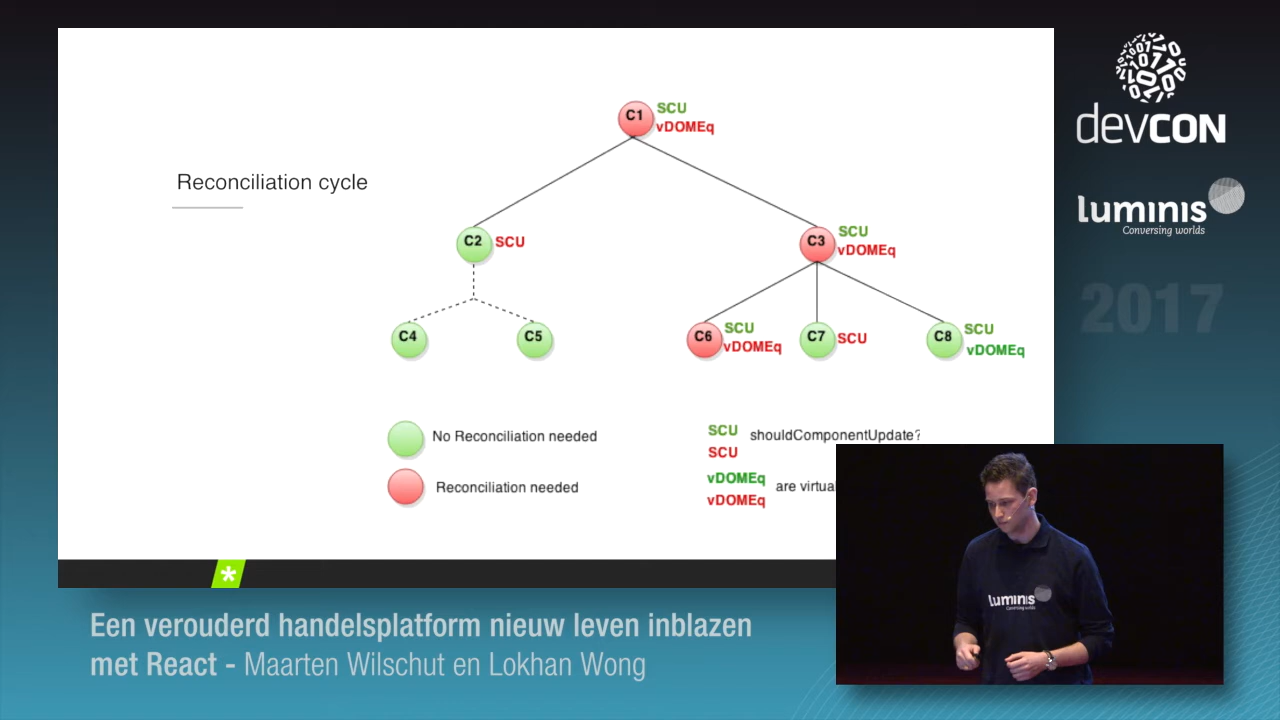 Reconciliation cycle
C1
SCU
vDOMEq
C2
SCU
C3
SCU
vDOMEq
C4
C5
C6
SCU
vDOMEq
C7
SCU
C8
SCU
vDOMEq
No Reconciliation needed
Reconciliation needed
SCU
SCU
shouldComponentUpdate?
vDOMEq
vDOMEq
are virtual
*
devCON
luminis
Conversing worlds
2017
luminis
Conversing worlds
Een verouderd handelsplatform nieuw leven inblazen
met React - Maarten Wilschut en Lokhan Wong